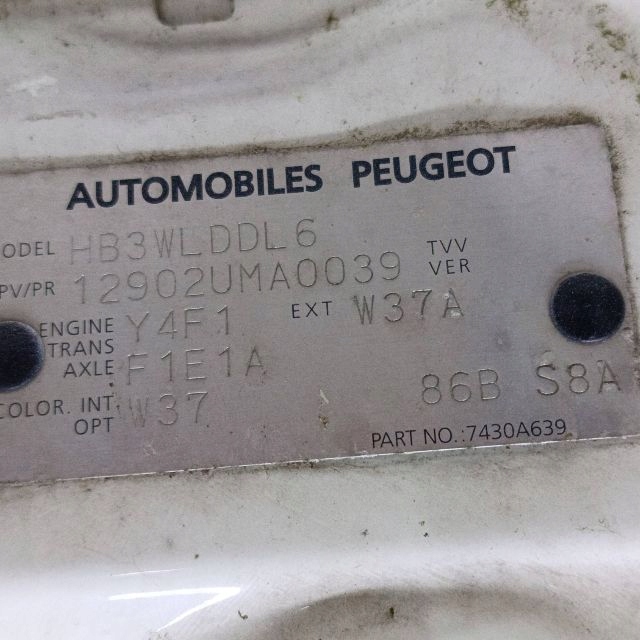 AUTOMOBILES PEUGEOT
ODEL HB3WLDDL6 TVV
PV/PR 12902UMA0039 VER
ENGINE Y4F1 EXT W37A
TRANS
AXLE F1E1A
COLOR. INT W37 86B S8A
OPT
PART NO.:7430A639